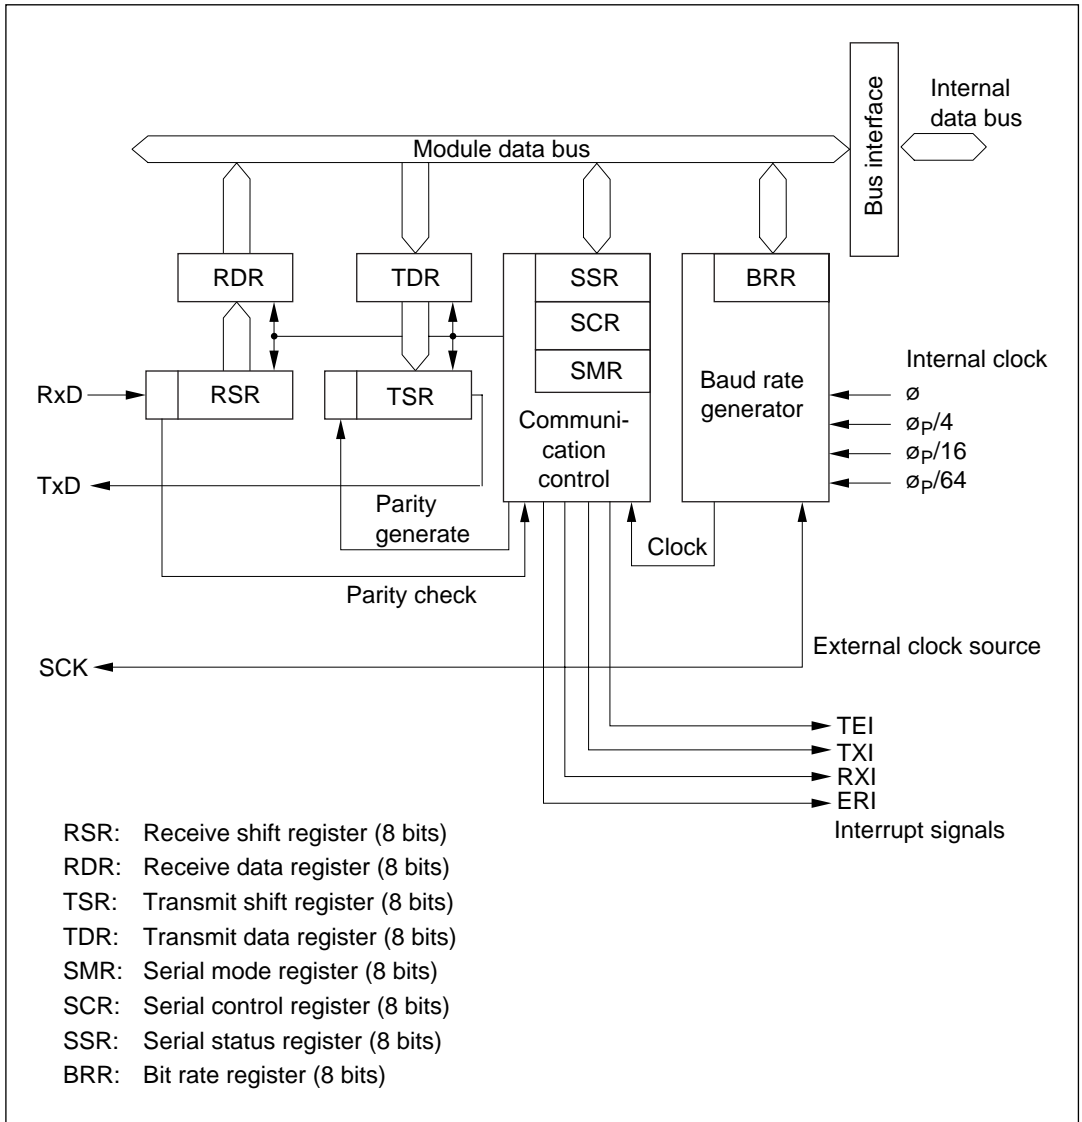 Internal
data bus
Bus interface
Module data bus
RDR
TDR
SSR
BRR
SCR
SMR
RxD
RSR
TSR
Baud rate
generator
Internal clock
ø
øP/4
øP/16
øP/64
Communi-
cation
control
TxD
Parity
generate
Clock
Parity check
External clock source
SCK
TEI
TXI
RXI
ERI
Interrupt signals
RSR: Receive shift register (8 bits)
RDR: Receive data register (8 bits)
TSR: Transmit shift register (8 bits)
TDR: Transmit data register (8 bits)
SMR: Serial mode register (8 bits)
SCR: Serial control register (8 bits)
SSR: Serial status register (8 bits)
BRR: Bit rate register (8 bits)